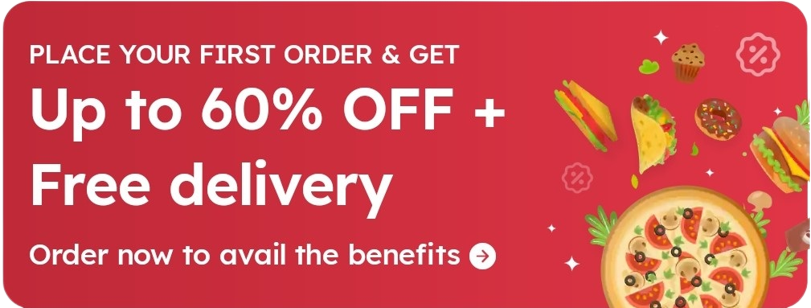 PLACE YOUR FIRST ORDER & GET
Up to 60% OFF +
Free delivery
Order now to avail the benefits